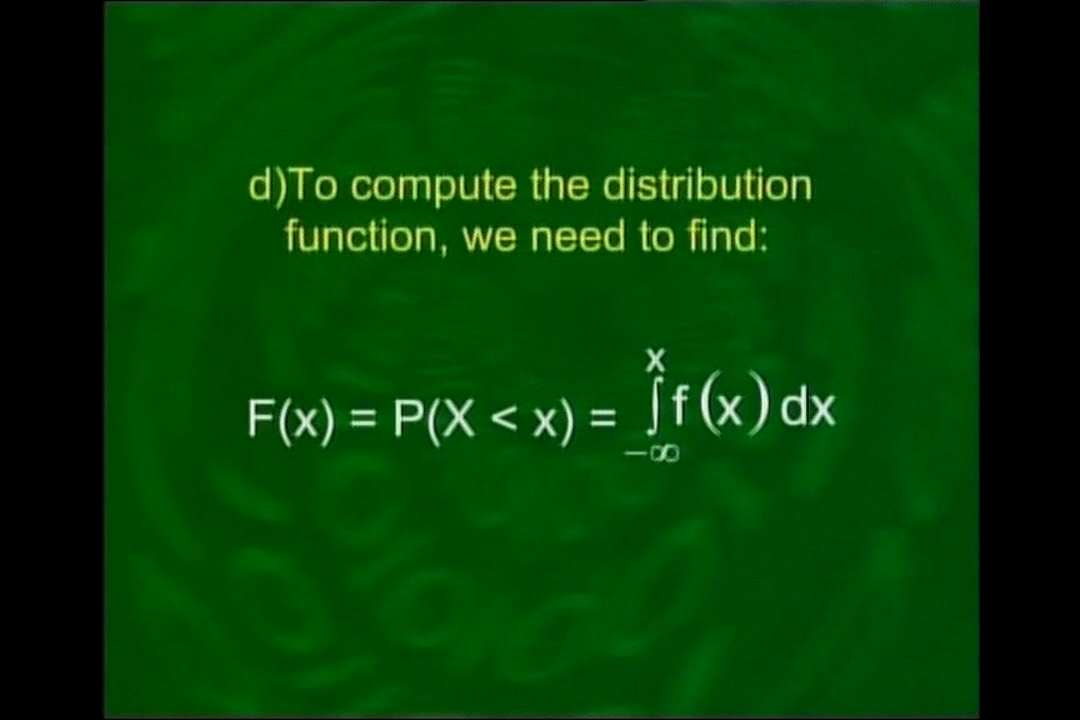 d)To compute the distribution
function, we need to find:
F(x) = P(X < x) = ∫_{-∞}^{x} f(x) dx